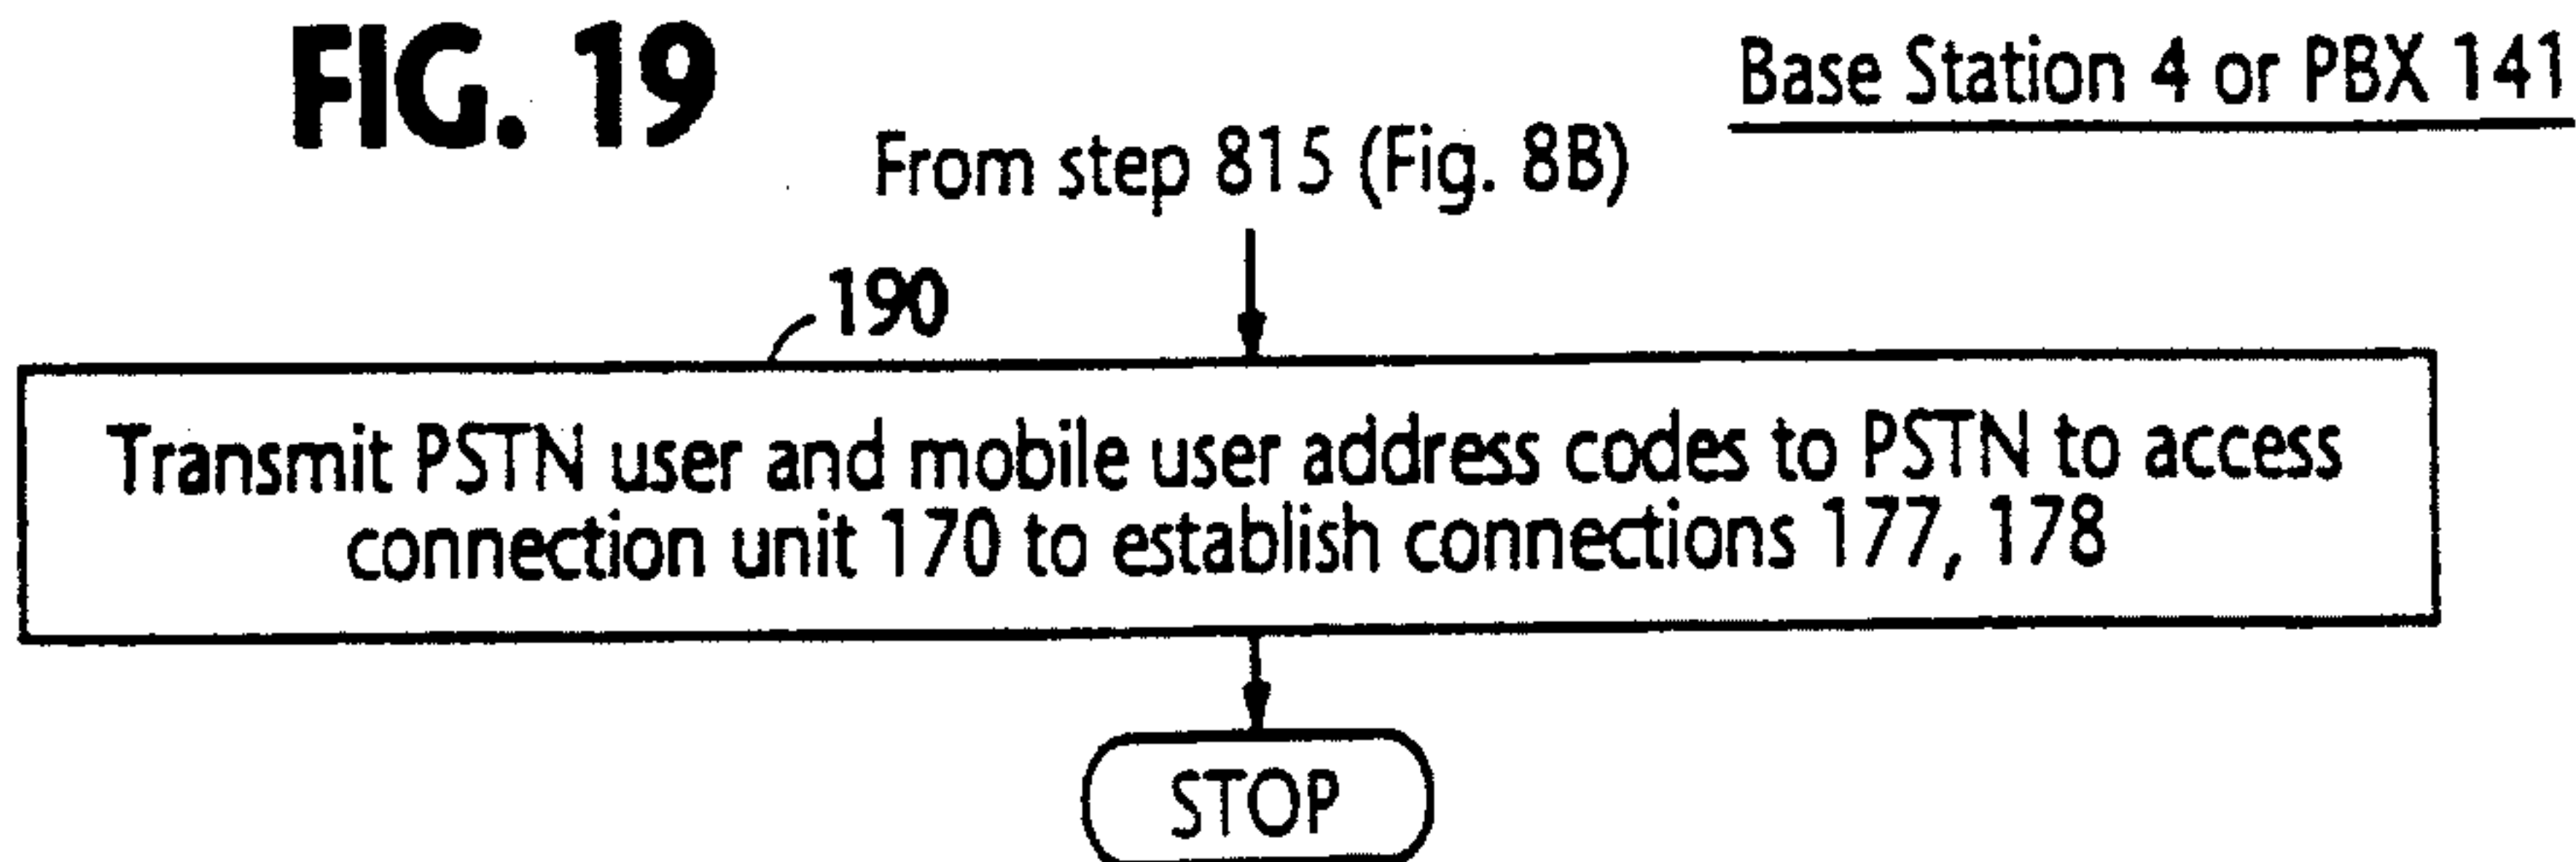 FIG. 19
Base Station 4 or PBX 141
From step 815 (Fig. 8B)
190
Transmit PSTN user and mobile user address codes to PSTN to access
connection unit 170 to establish connections 177, 178
STOP